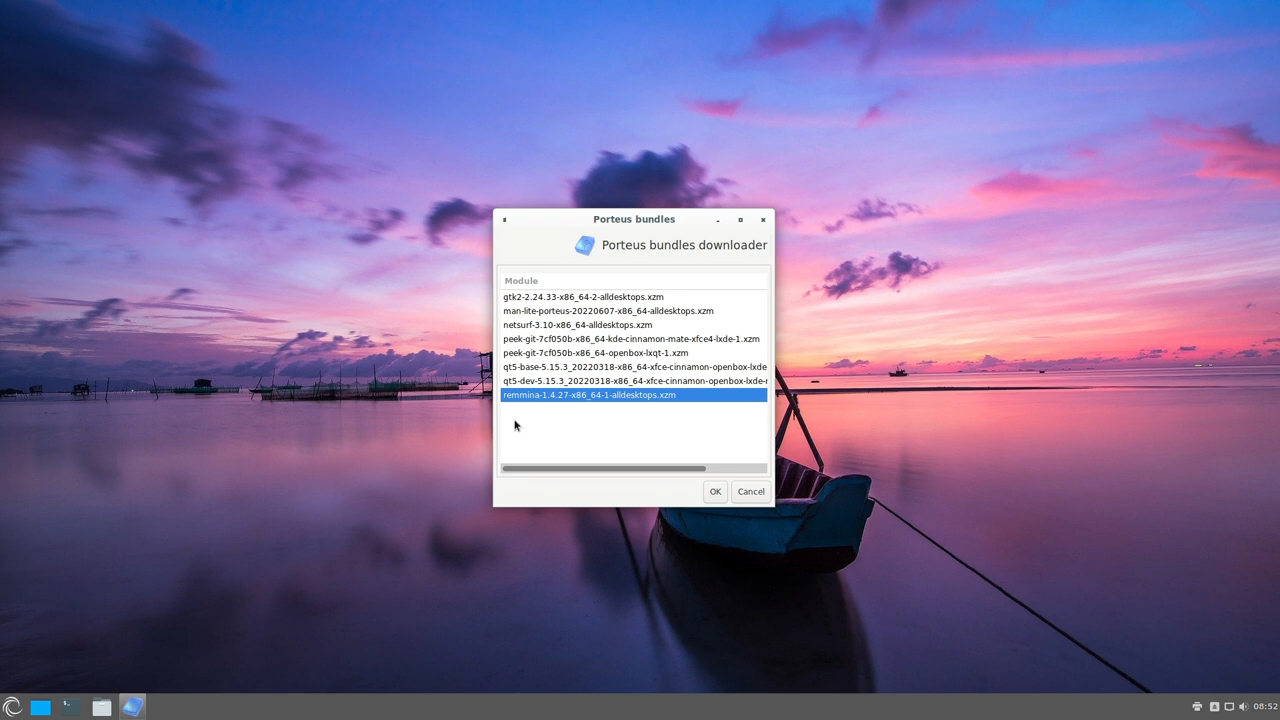 Porteus bundles
Porteus bundles downloader
Module
gtk2-2.24.33-x86_64-2-alldesktops.xzm
man-lite-porteus-20220607-x86_64-alldesktops.xzm
netsurf-3.10-x86_64-alldesktops.xzm
peek-git-7cf050b-x86_64-kde-cinnamon-mate-xfce4-lxde-1.xzm
peek-git-7cf050b-x86_64-openbox-lxqt-1.xzm
qt5-base-5.15.3_20220318-x86_64-xfce-cinnamon-openbox-lxde
qt5-dev-5.15.3_20220318-x86_64-xfce-cinnamon-openbox-lxde-
remmina-1.4.27-x86_64-1-alldesktops.xzm
OK Cancel
08:52